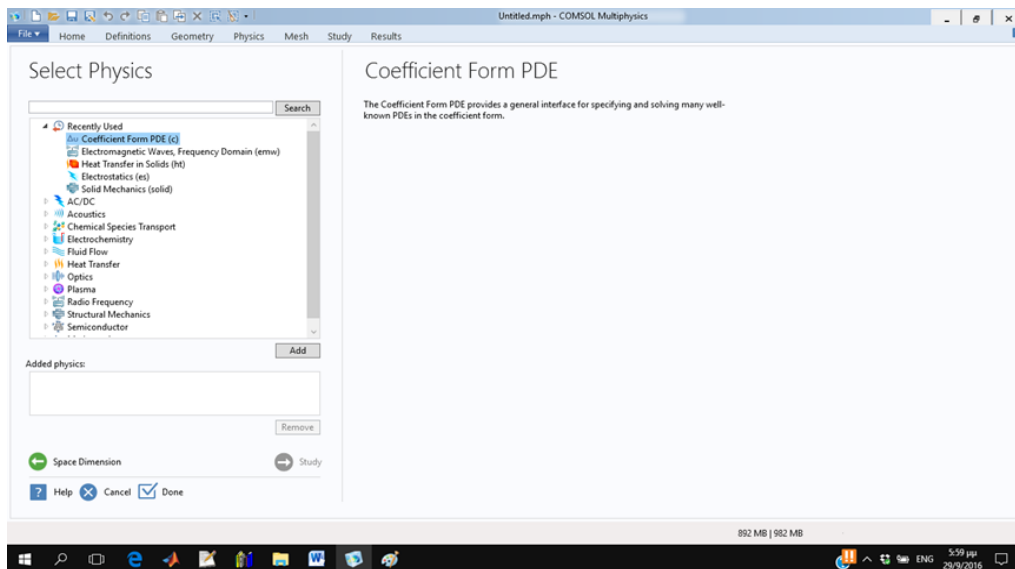 Untitled.mph - COMSOL Multiphysics
File Home Definitions Geometry Physics Mesh Study Results
Select Physics
Search
Recently Used
Δu Coefficient Form PDE (c)
Electromagnetic Waves, Frequency Domain (emw)
Heat Transfer in Solids (ht)
Electrostatics (es)
Solid Mechanics (solid)
AC/DC
Acoustics
Chemical Species Transport
Electrochemistry
Fluid Flow
Heat Transfer
Optics
Plasma
Radio Frequency
Structural Mechanics
Semiconductor
Add
Added physics:
Remove
Space Dimension
Study
Help Cancel Done
Coefficient Form PDE
The Coefficient Form PDE provides a general interface for specifying and solving many well-
known PDEs in the coefficient form.
892 MB | 982 MB
ENG
5:59 μμ
29/9/2016